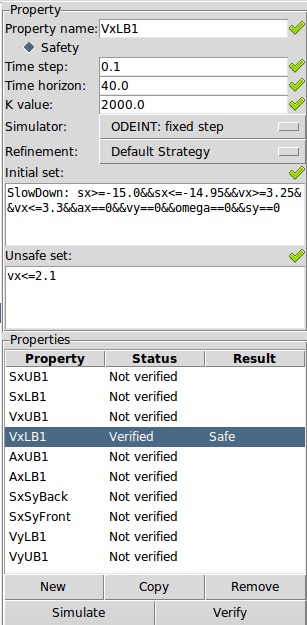 Property
Property name: VxLB1
Safety
Time step: 0.1
Time horizon: 40.0
K value: 2000.0
Simulator: ODEINT: fixed step
Refinement: Default Strategy
Initial set:
SlowDown: sx>=-15.0&&sx<=-14.95&&vx>=3.25&
&vx<=3.3&&ax==0&&vy==0&&omega==0&&sy==0
Unsafe set:
vx<=2.1
Properties
Property Status Result
SxUB1 Not verified
SxLB1 Not verified
VxUB1 Not verified
VxLB1 Verified Safe
AxUB1 Not verified
AxLB1 Not verified
SxSyBack Not verified
SxSyFront Not verified
VyLB1 Not verified
VyUB1 Not verified
New Copy Remove
Simulate Verify